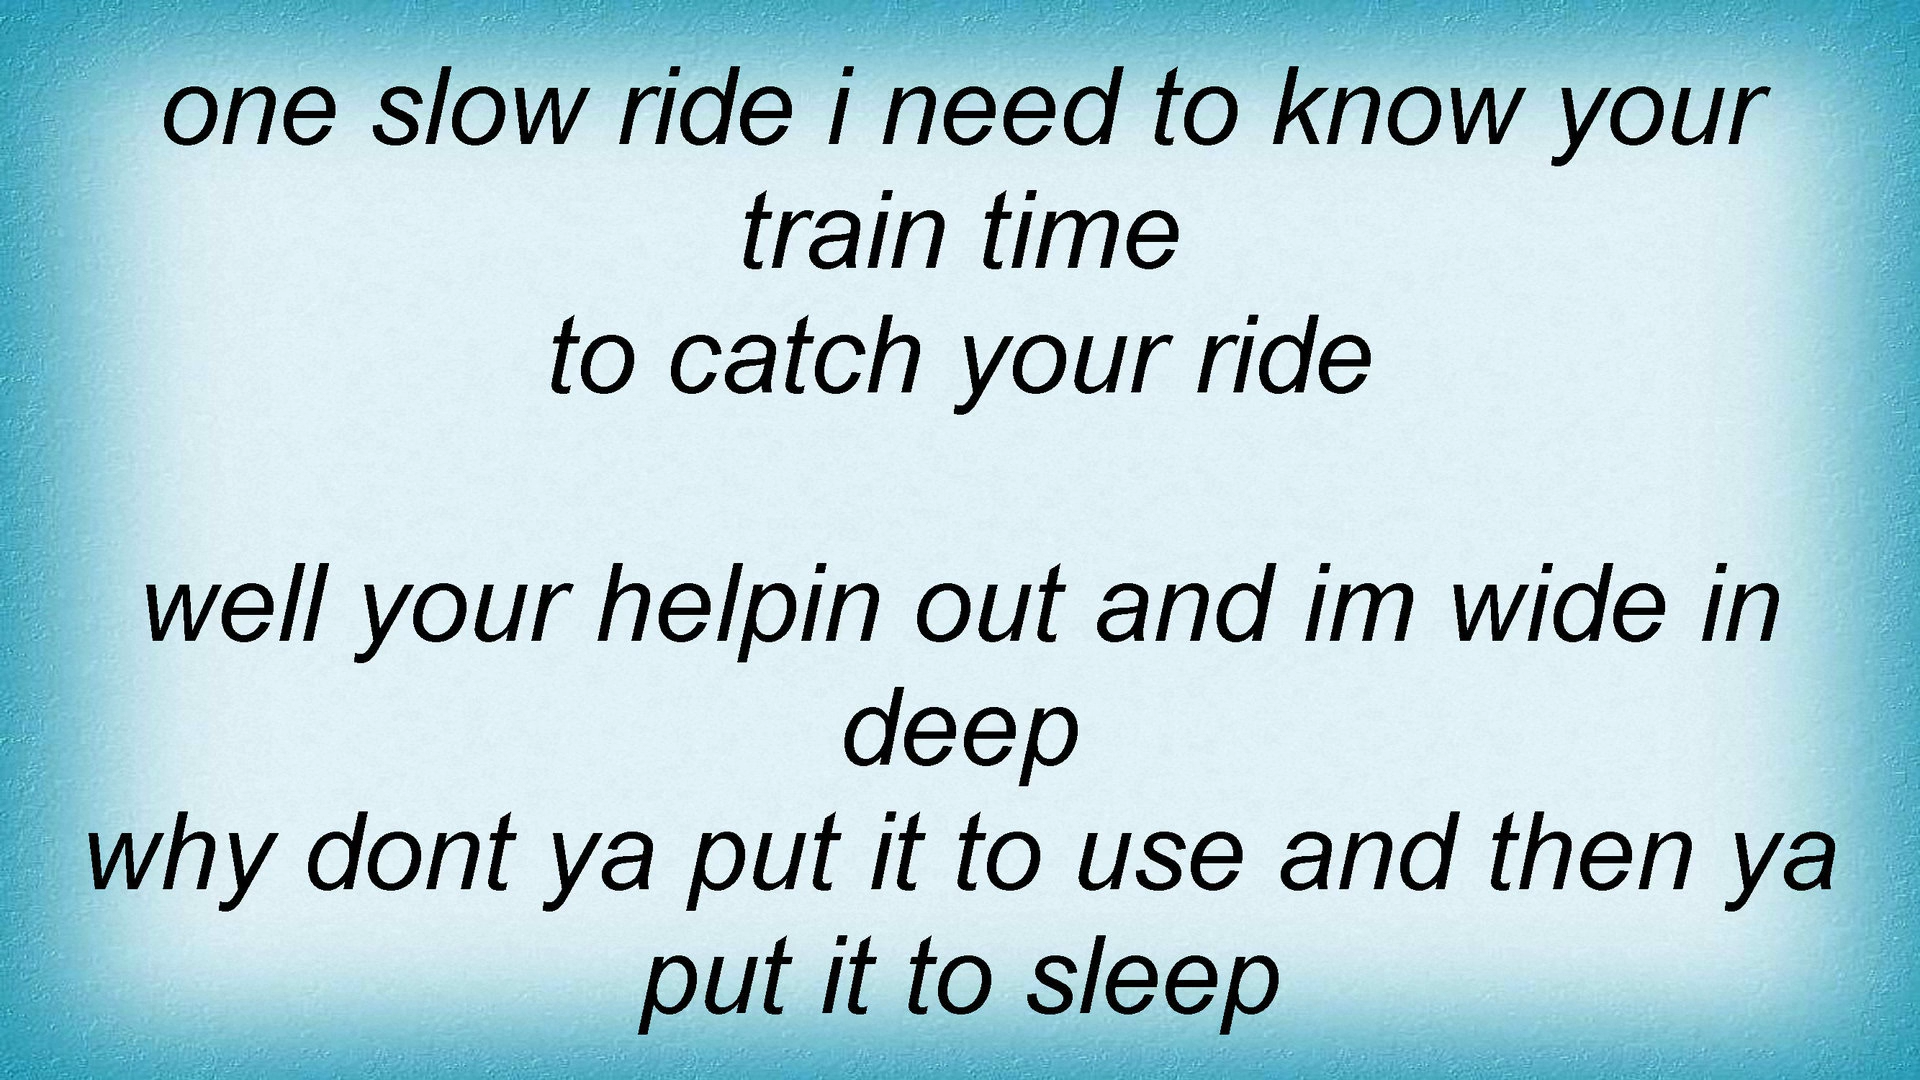 one slow ride i need to know your
train time
to catch your ride
well your helpin out and im wide in
deep
why dont ya put it to use and then ya
put it to sleep